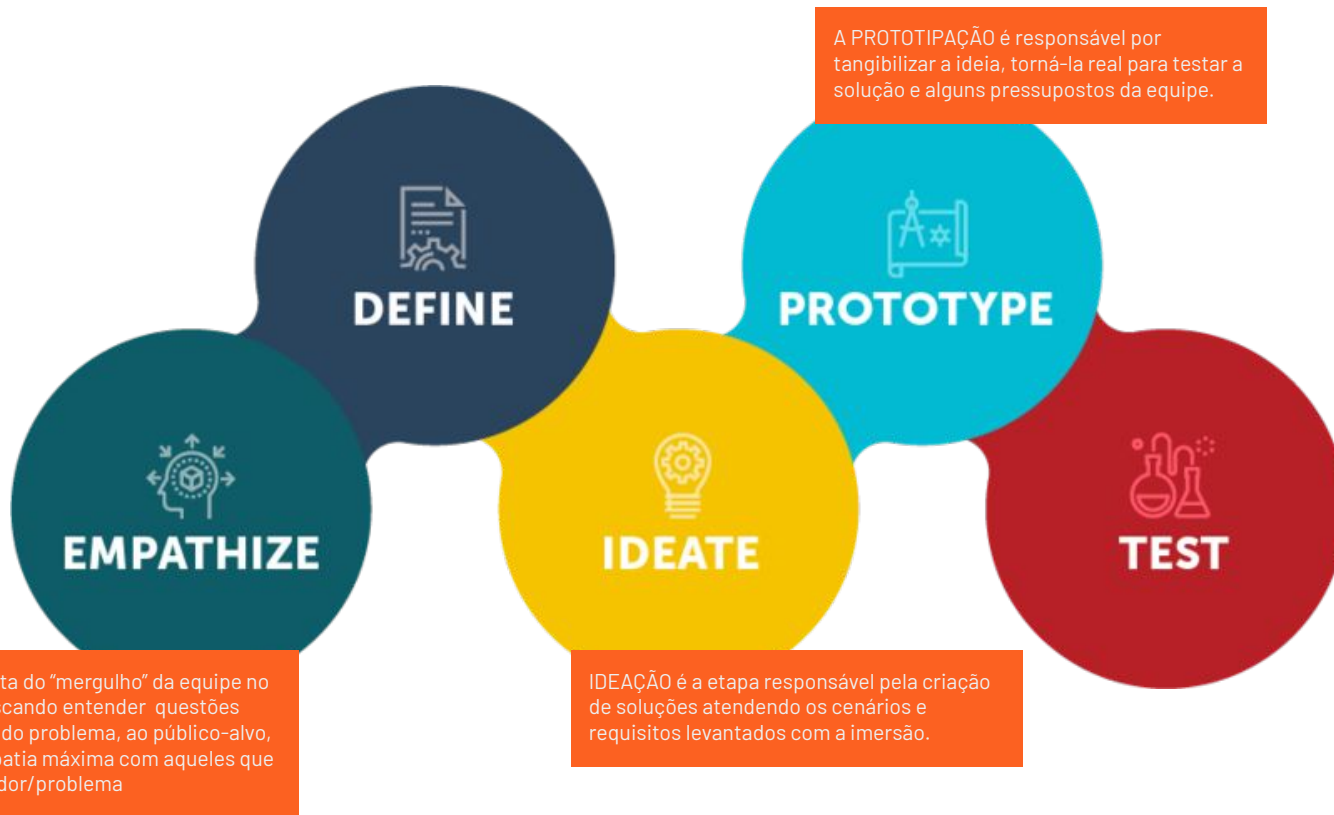 A PROTOTIPAÇÃO é responsável por
tangibilizar a ideia, torná-la real para testar a
solução e alguns pressupostos da equipe.
DEFINE
PROTOTYPE
EMPATHIZE
IDEATE
TEST
do “mergulho” da equipe no
entender questões
do problema, ao público-alvo,
máxima com aqueles que
dor/problema
IDEAÇÃO é a etapa responsável pela criação
de soluções atendendo os cenários e
requisitos levantados com a imersão.